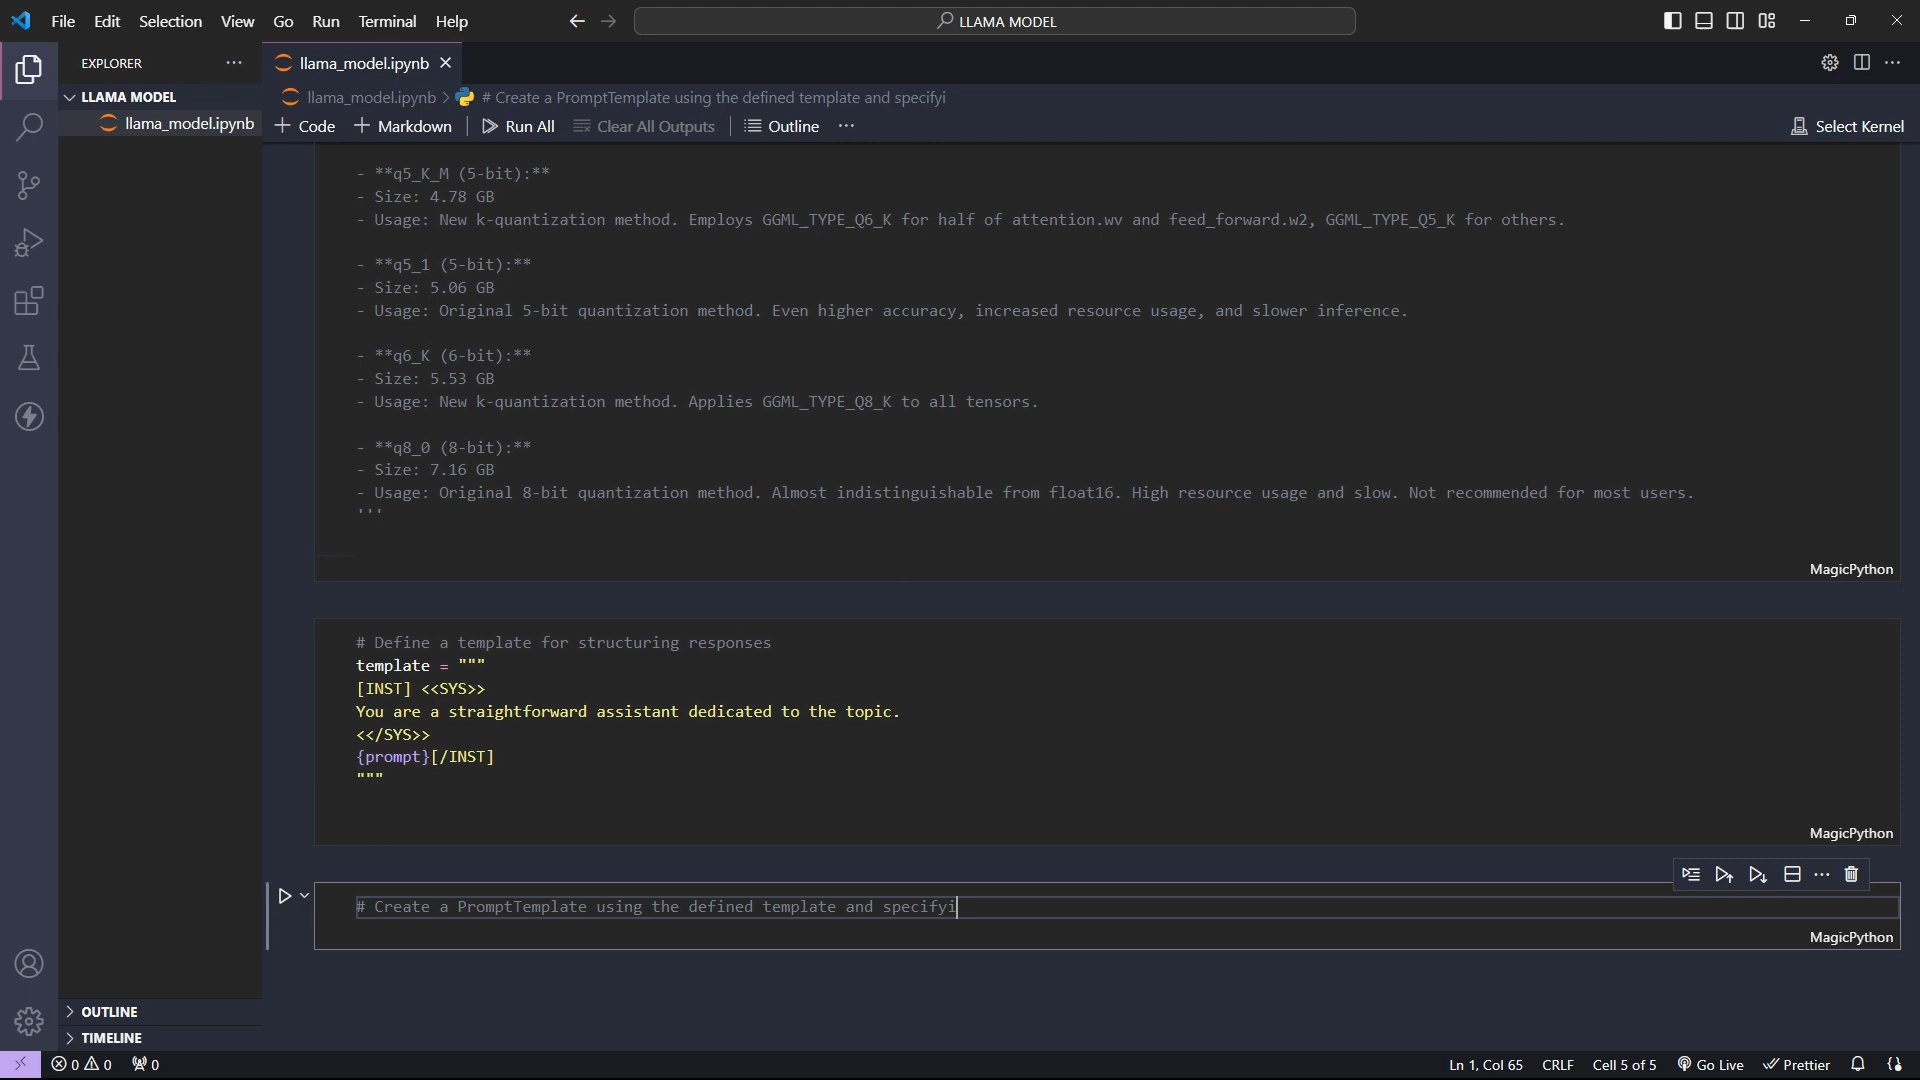 File Edit Selection View Go Run Terminal Help
LLAMA MODEL
EXPLORER
LLAMA MODEL
llama_model.ipynb
llama_model.ipynb
llama_model.ipynb > # Create a PromptTemplate using the defined template and specifyi
+ Code + Markdown Run All Clear All Outputs Outline ...
Select Kernel
- **q5_K_M (5-bit):**
- Size: 4.78 GB
- Usage: New k-quantization method. Employs GGML_TYPE_Q6_K for half of attention.wv and feed_forward.w2, GGML_TYPE_Q5_K for others.
- **q5_1 (5-bit):**
- Size: 5.06 GB
- Usage: Original 5-bit quantization method. Even higher accuracy, increased resource usage, and slower inference.
- **q6_K (6-bit):**
- Size: 5.53 GB
- Usage: New k-quantization method. Applies GGML_TYPE_Q8_K to all tensors.
- **q8_0 (8-bit):**
- Size: 7.16 GB
- Usage: Original 8-bit quantization method. Almost indistinguishable from float16. High resource usage and slow. Not recommended for most users.
'''
MagicPython
# Define a template for structuring responses
template = """
[INST] <<SYS>>
You are a straightforward assistant dedicated to the topic.
<</SYS>>
{prompt}[/INST]
"""
MagicPython
# Create a PromptTemplate using the defined template and specifyi
MagicPython
OUTLINE
TIMELINE
0 0 0
Ln 1, Col 65 CRLF Cell 5 of 5 Go Live Prettier